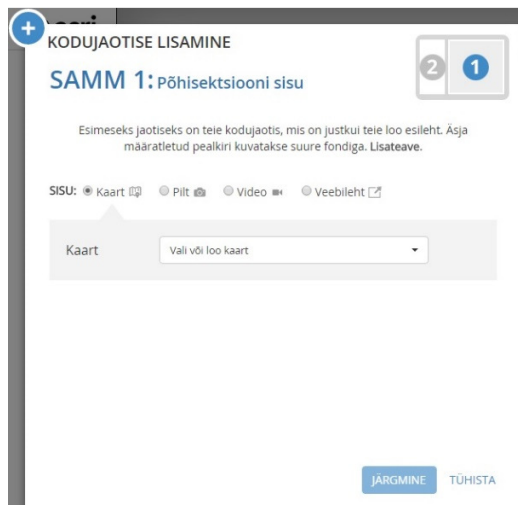 KODUJAOTISE LISAMINE
SAMM 1: Põhisektsiooni sisu
2 1
Esimeseks jaotiseks on teie kodujaotis, mis on justkui teie loo esileht. Äsja
määratletud pealkiri kuvatakse suure fondiga. Lisateave.
SISU: Kaart Pilt Video Veebileht
Kaart Vali või loo kaart
JÄRGMINE TÜHISTA